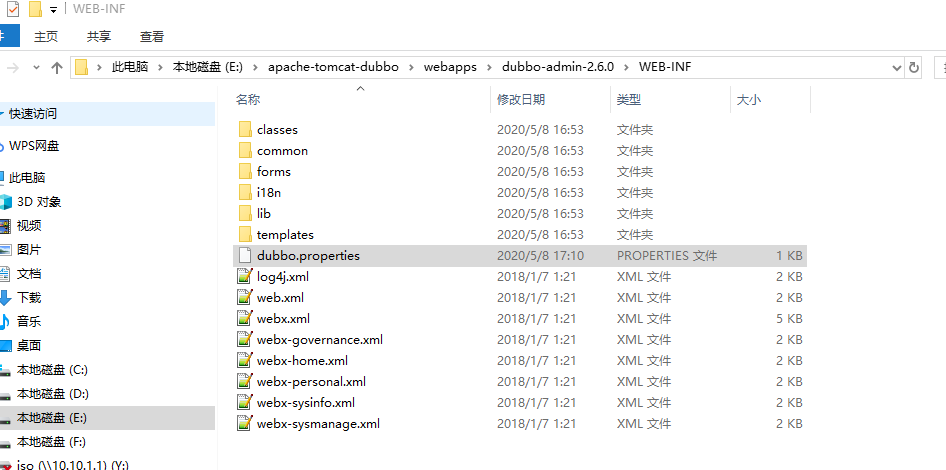 WEB-INF
主页 共享 查看
此电脑 本地磁盘 (E:) apache-tomcat-dubbo webapps dubbo-admin-2.6.0 WEB-INF
名称 修改日期 类型 大小
快速访问
WPS网盘
此电脑
3D 对象
视频
图片
文档
下载
音乐
桌面
本地磁盘 (C:)
本地磁盘 (D:)
本地磁盘 (E:)
本地磁盘 (F:)
iso (\\10.10.1.1) (Y:)
classes 2020/5/8 16:53 文件夹
common 2020/5/8 16:53 文件夹
forms 2020/5/8 16:53 文件夹
i18n 2020/5/8 16:53 文件夹
lib 2020/5/8 16:53 文件夹
templates 2020/5/8 16:53 文件夹
dubbo.properties 2020/5/8 17:10 PROPERTIES 文件 1 KB
log4j.xml 2018/1/7 1:21 XML 文件 2 KB
web.xml 2018/1/7 1:21 XML 文件 2 KB
webx.xml 2018/1/7 1:21 XML 文件 5 KB
webx-governance.xml 2018/1/7 1:21 XML 文件 2 KB
webx-home.xml 2018/1/7 1:21 XML 文件 2 KB
webx-personal.xml 2018/1/7 1:21 XML 文件 2 KB
webx-sysinfo.xml 2018/1/7 1:21 XML 文件 2 KB
webx-sysmanage.xml 2018/1/7 1:21 XML 文件 2 KB